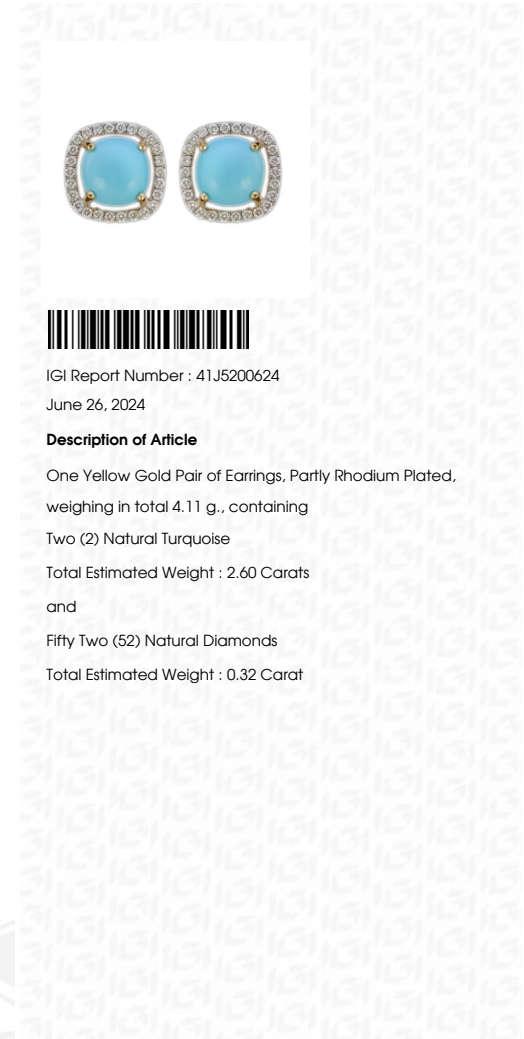 IGI Report Number : 41J5200624
June 26, 2024
Description of Article
One Yellow Gold Pair of Earrings, Partly Rhodium Plated,
weighing in total 4.11 g., containing
Two (2) Natural Turquoise
Total Estimated Weight : 2.60 Carats
and
Fifty Two (52) Natural Diamonds
Total Estimated Weight : 0.32 Carat